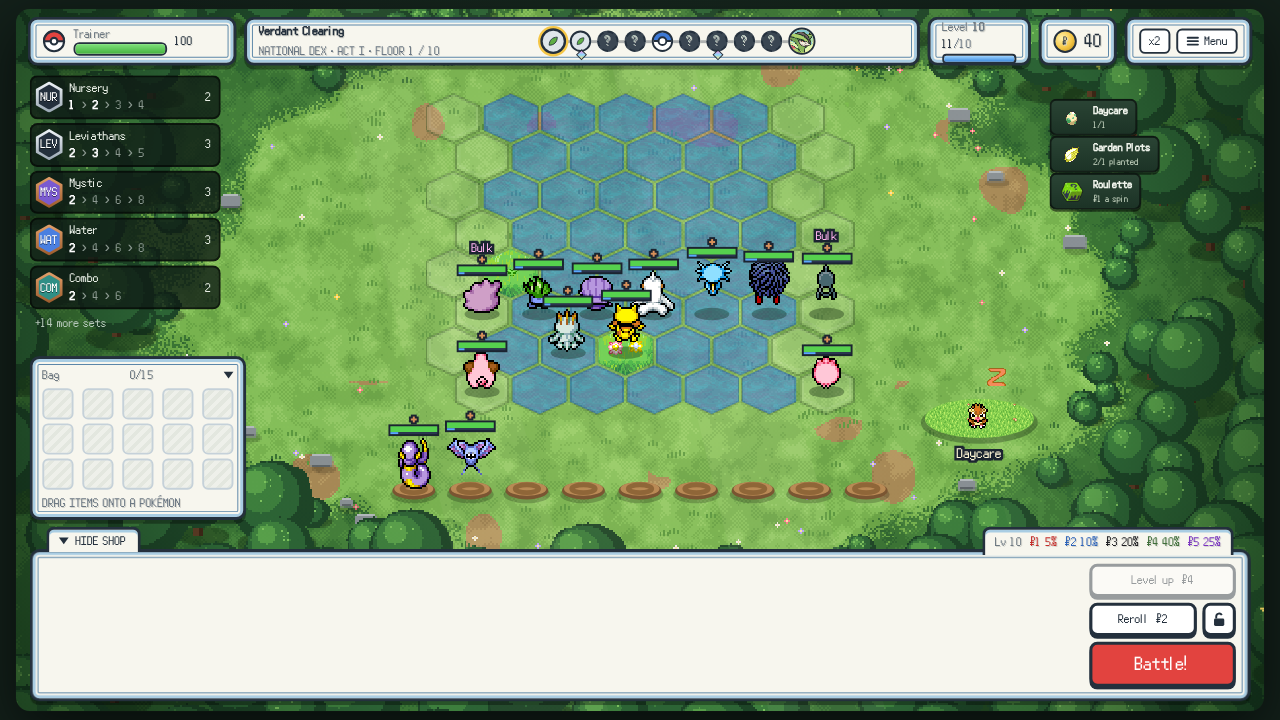 Trainer
100
Verdant Clearing
NATIONAL DEX · ACT I · FLOOR 1 / 10
? ? ? ? ? ?
Level 10
11/10
40
x2
Menu
NUR
Nursery
1 › 2 › 3 › 4
2
LEV
Leviathans
2 › 3 › 4 › 5
3
MYS
Mystic
2 › 4 › 6 › 8
3
WAT
Water
2 › 4 › 6 › 8
3
COM
Combo
2 › 4 › 6
2
+14 more sets
Daycare
1/1
Garden Plots
2/1 planted
Roulette
₽1 a spin
Bulk
Bulk
Z
Daycare
Bag
0/15
DRAG ITEMS ONTO A POKÉMON
HIDE SHOP
Lv 10 ₽1 5% ₽2 10% ₽3 20% ₽4 40% ₽5 25%
Level up ₽4
Reroll ₽2
Battle!